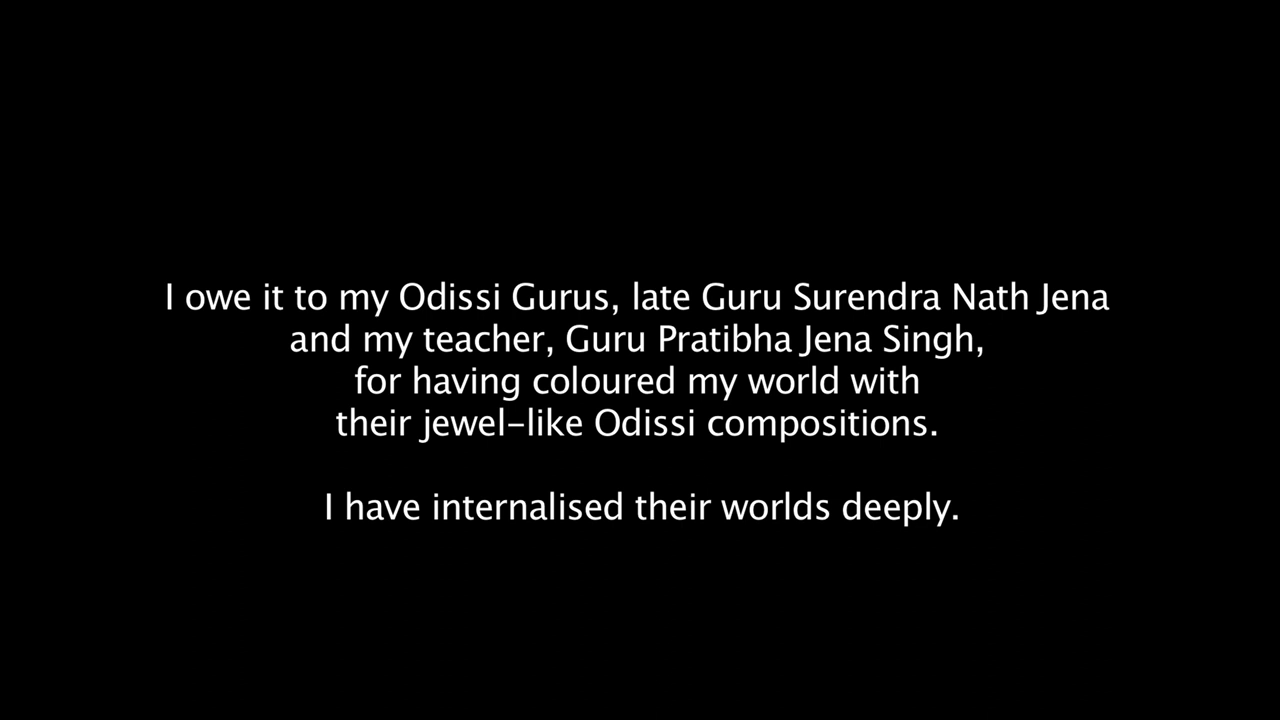 I owe it to my Odissi Gurus, late Guru Surendra Nath Jena
and my teacher, Guru Pratibha Jena Singh,
for having coloured my world with
their jewel-like Odissi compositions.
I have internalised their worlds deeply.